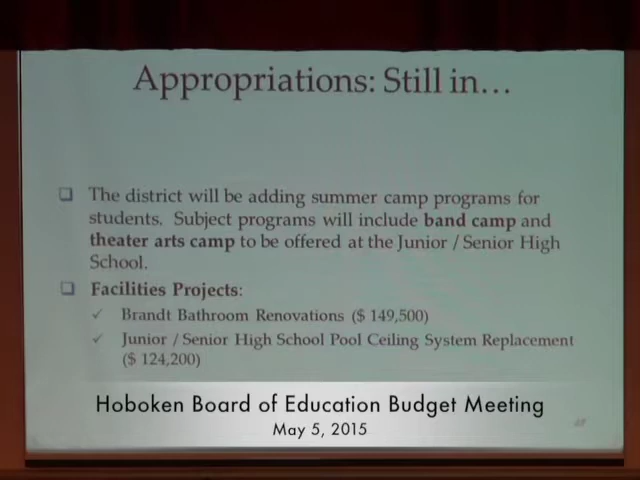 Appropriations: Still in...
The district will be adding summer camp programs for
students. Subject programs will include band camp and
theater arts camp to be offered at the Junior / Senior High
School.
Facilities Projects:
Brandt Bathroom Renovations ($ 149,500)
Junior / Senior High School Pool Ceiling System Replacement
($ 124,200)
Hoboken Board of Education Budget Meeting
May 5, 2015